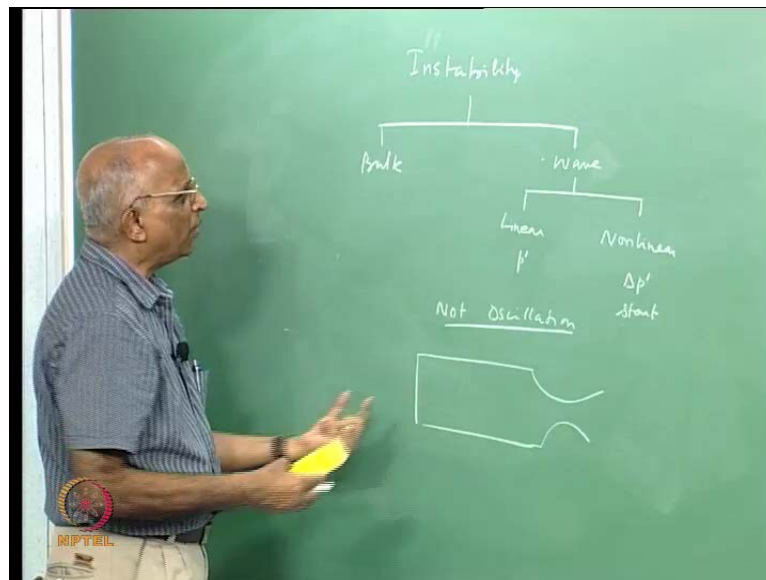 Instability
Bulk Wave
Linear Nonlinear
p' Δp'
Not Oscillation
NPTEL